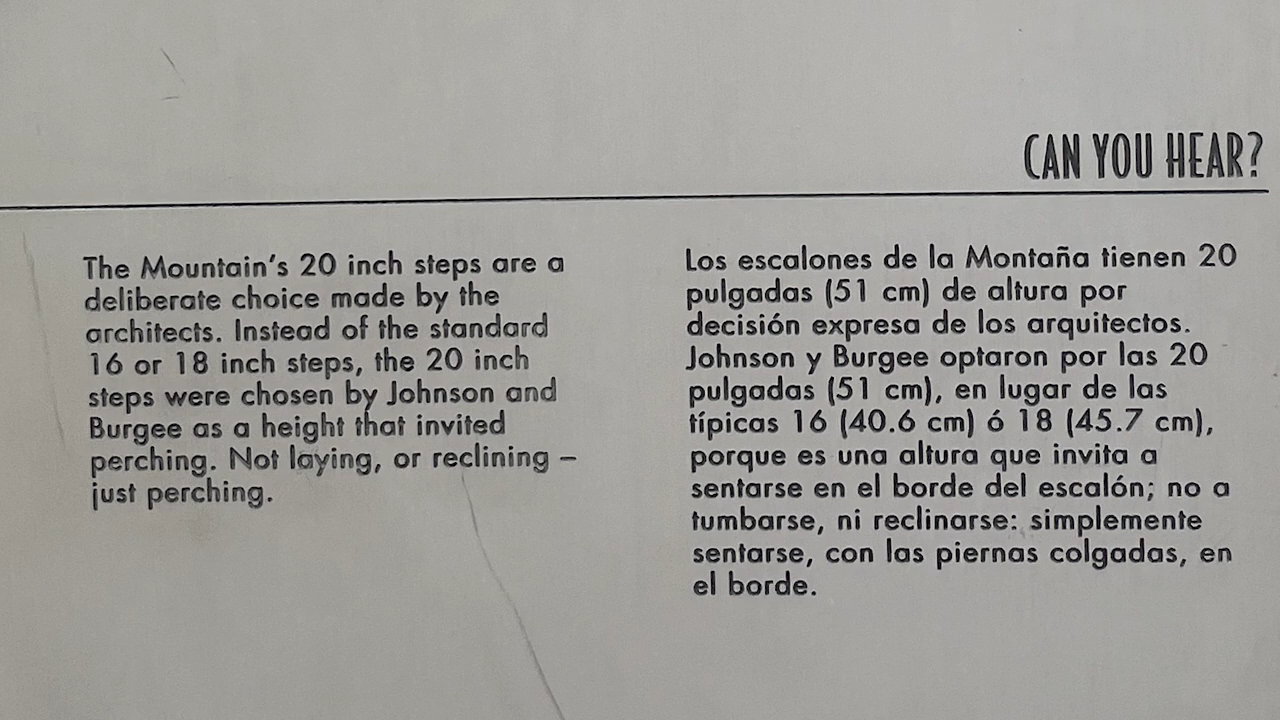 CAN YOU HEAR?
The Mountain's 20 inch steps are a
deliberate choice made by the
architects. Instead of the standard
16 or 18 inch steps, the 20 inch
steps were chosen by Johnson and
Burgee as a height that invited
perching. Not laying, or reclining –
just perching.
Los escalones de la Montaña tienen 20
pulgadas (51 cm) de altura por
decisión expresa de los arquitectos.
Johnson y Burgee optaron por las 20
pulgadas (51 cm), en lugar de las
típicas 16 (40.6 cm) ó 18 (45.7 cm),
porque es una altura que invita a
sentarse en el borde del escalón; no a
tumbarse, ni reclinarse: simplemente
sentarse, con las piernas colgadas, en
el borde.